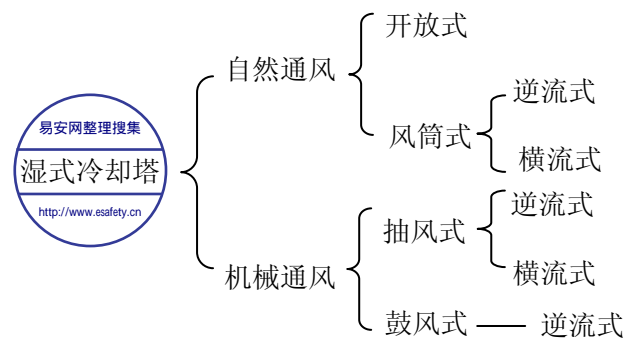 开放式
自然通风
逆流式
风筒式
横流式
易安网整理搜集
湿式冷却塔
http://www.esafety.cn
逆流式
抽风式
横流式
机械通风
鼓风式 —— 逆流式